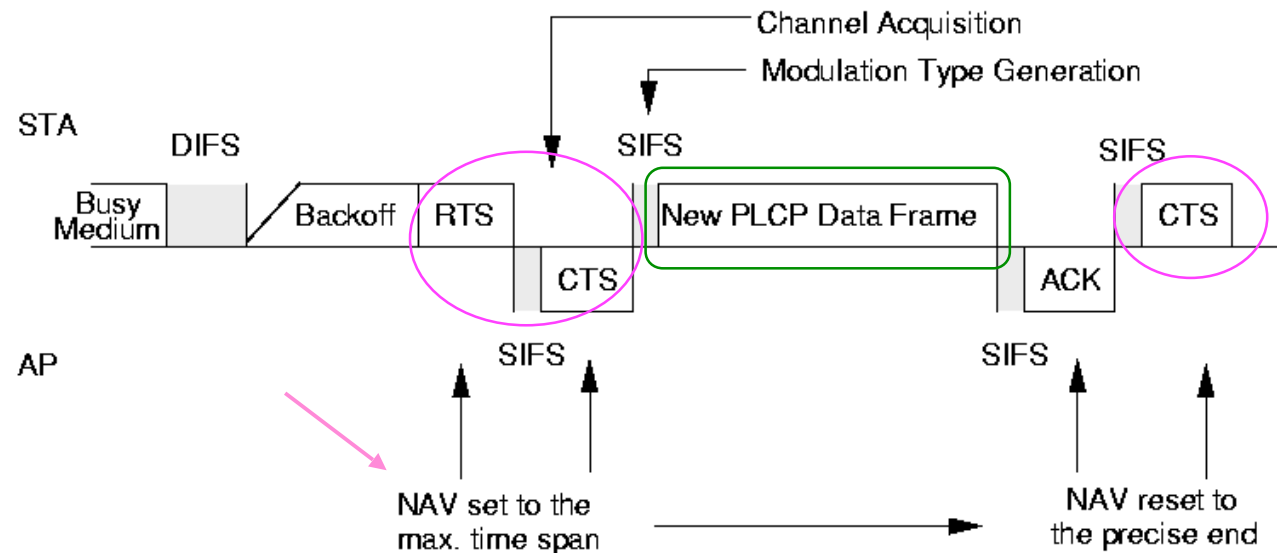 Channel Acquisition
Modulation Type Generation
STA
DIFS
SIFS
SIFS
Busy
Medium
Backoff
RTS
New PLCP Data Frame
CTS
CTS
ACK
SIFS
SIFS
AP
NAV set to the
max. time span
NAV reset to
the precise end